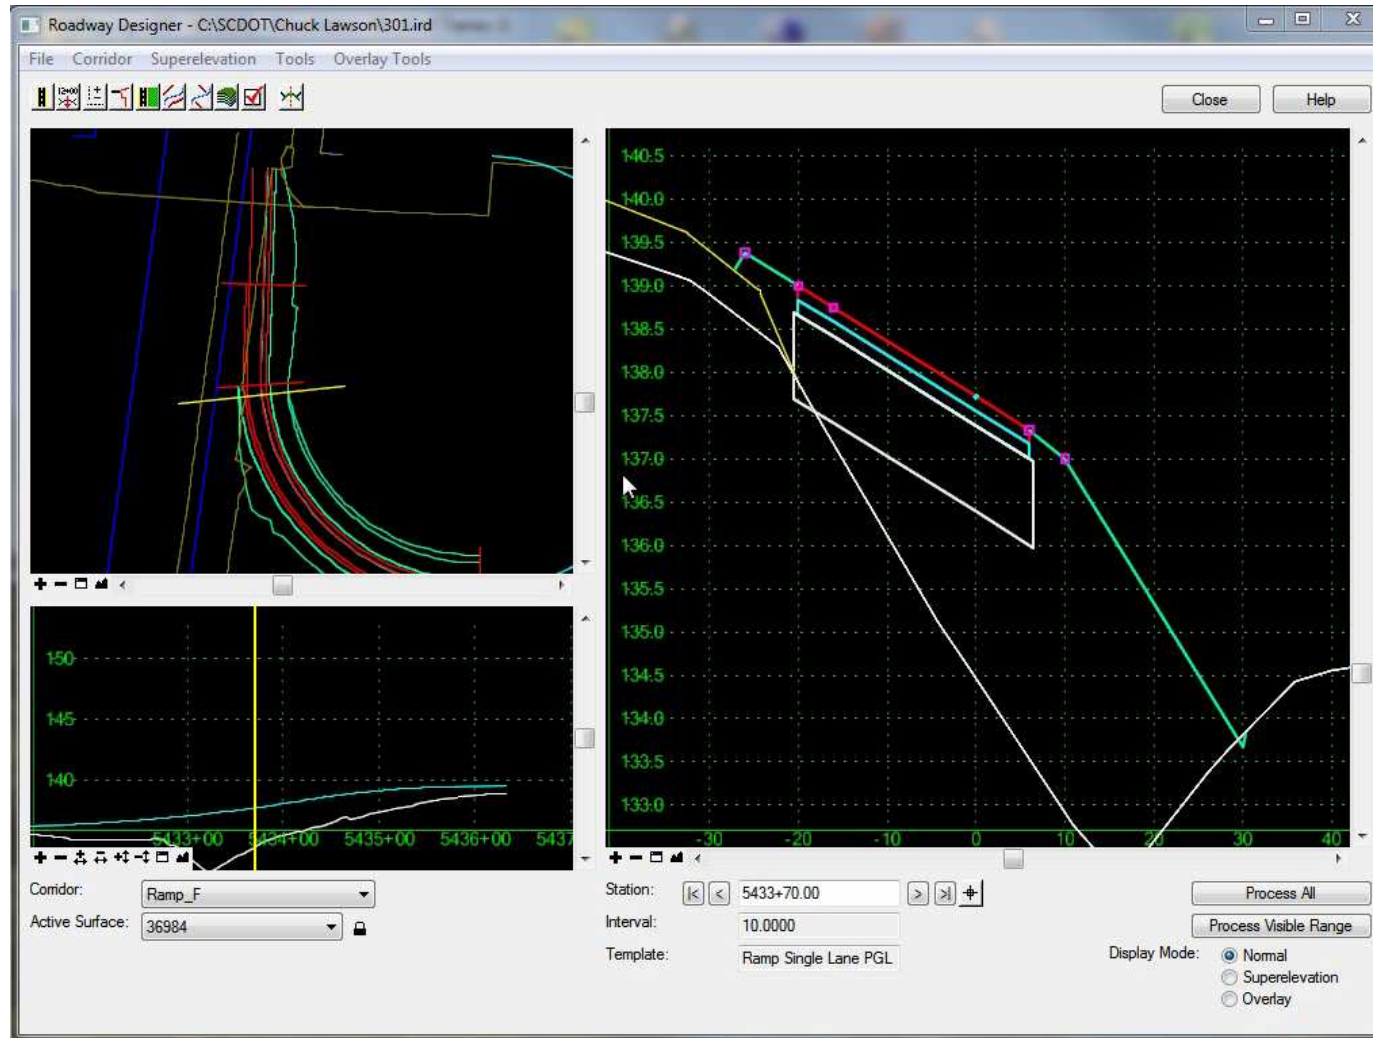 Roadway Designer - C:\SCDOT\Chuck Lawson\301.ird
File Corridor Superelevation Tools Overlay Tools
Close Help
140.5
140.0
139.5
139.0
138.5
138.0
137.5
137.0
136.5
136.0
135.5
135.0
134.5
134.0
133.5
133.0
-30 -20 -10 0 10 20 30 40
150
145
140
5433+00 5434+00 5435+00 5436+00 5437
Corridor: Ramp_F
Active Surface: 36984
Station: |< < 5433+70.00 > >|
Interval: 10.0000
Template: Ramp Single Lane PGL
Process All
Process Visible Range
Display Mode: Normal
Superelevation
Overlay